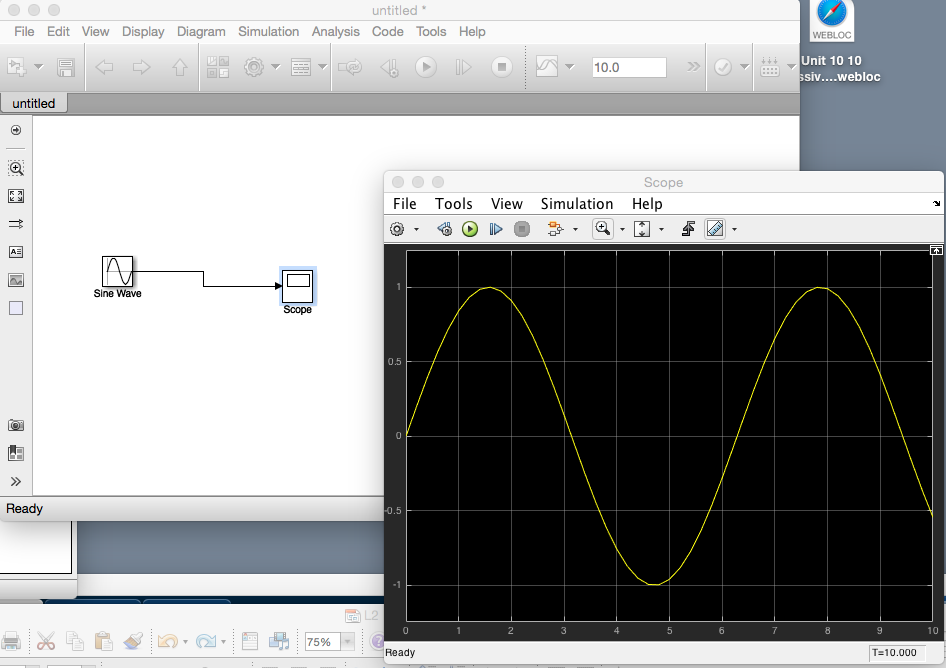 untitled *
File Edit View Display Diagram Simulation Analysis Code Tools Help
10.0
untitled
WEBLOC
Unit 10 10
ssiv....webloc
Sine Wave
Scope
Ready
Scope
File Tools View Simulation Help
1
0.5
0
-0.5
-1
0 1 2 3 4 5 6 7 8 9 10
Ready
T=10.000
L2
75%